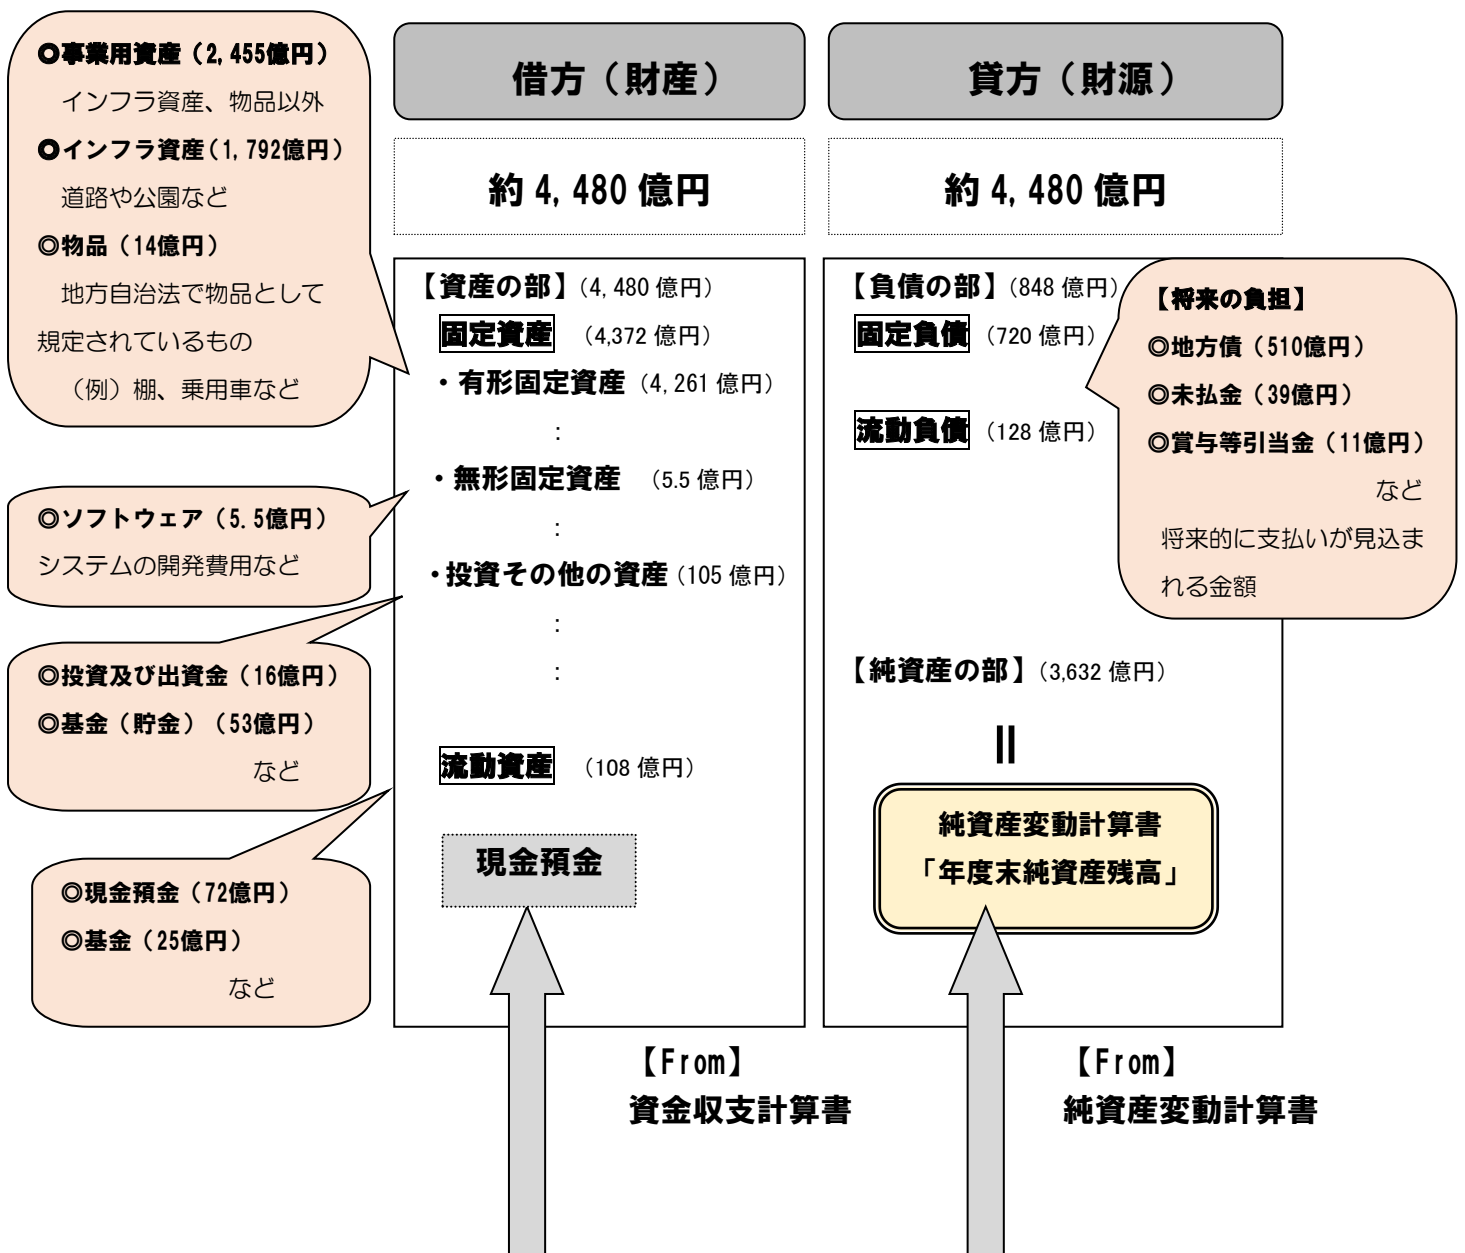 ◎事業用資産（2,455億円）
インフラ資産、物品以外
◎インフラ資産（1,792億円）
道路や公園など
◎物品（14億円）
地方自治法で物品として
規定されているもの
（例）棚、乗用車など
◎ソフトウェア（5.5億円）
システムの開発費用など
◎投資及び出資金（16億円）
◎基金（貯金）（53億円）
など
◎現金預金（72億円）
◎基金（25億円）
など
借方（財産）
約4,480億円
【資産の部】（4,480億円）
固定資産 （4,372億円）
・有形固定資産（4,261億円）
：
・無形固定資産 （5.5億円）
：
・投資その他の資産（105億円）
：
：
流動資産 （108億円）
現金預金
【From】
資金収支計算書
貸方（財源）
約4,480億円
【負債の部】（848億円）
固定負債（720億円）
流動負債（128億円）
【純資産の部】（3,632億円）
＝
純資産変動計算書
「年度末純資産残高」
【From】
純資産変動計算書
【将来の負担】
◎地方債（510億円）
◎未払金（39億円）
◎賞与等引当金（11億円）
など
将来的に支払いが見込ま
れる金額